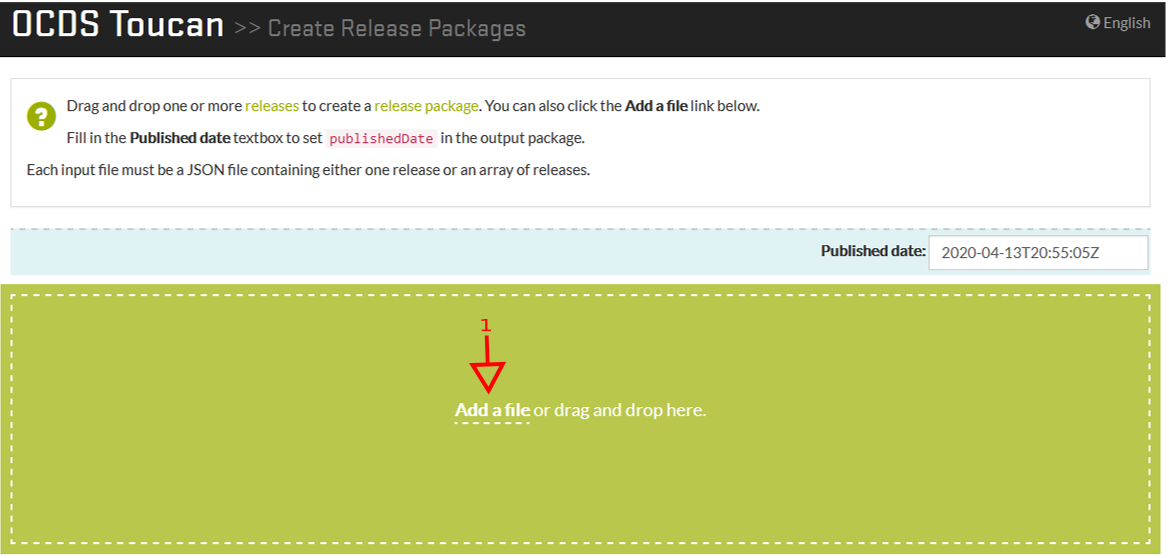 OCDS Toucan >> Create Release Packages
English
Drag and drop one or more releases to create a release package. You can also click the Add a file link below.
Fill in the Published date textbox to set publishedDate in the output package.
Each input file must be a JSON file containing either one release or an array of releases.
Published date: 2020-04-13T20:55:05Z
1
Add a file or drag and drop here.